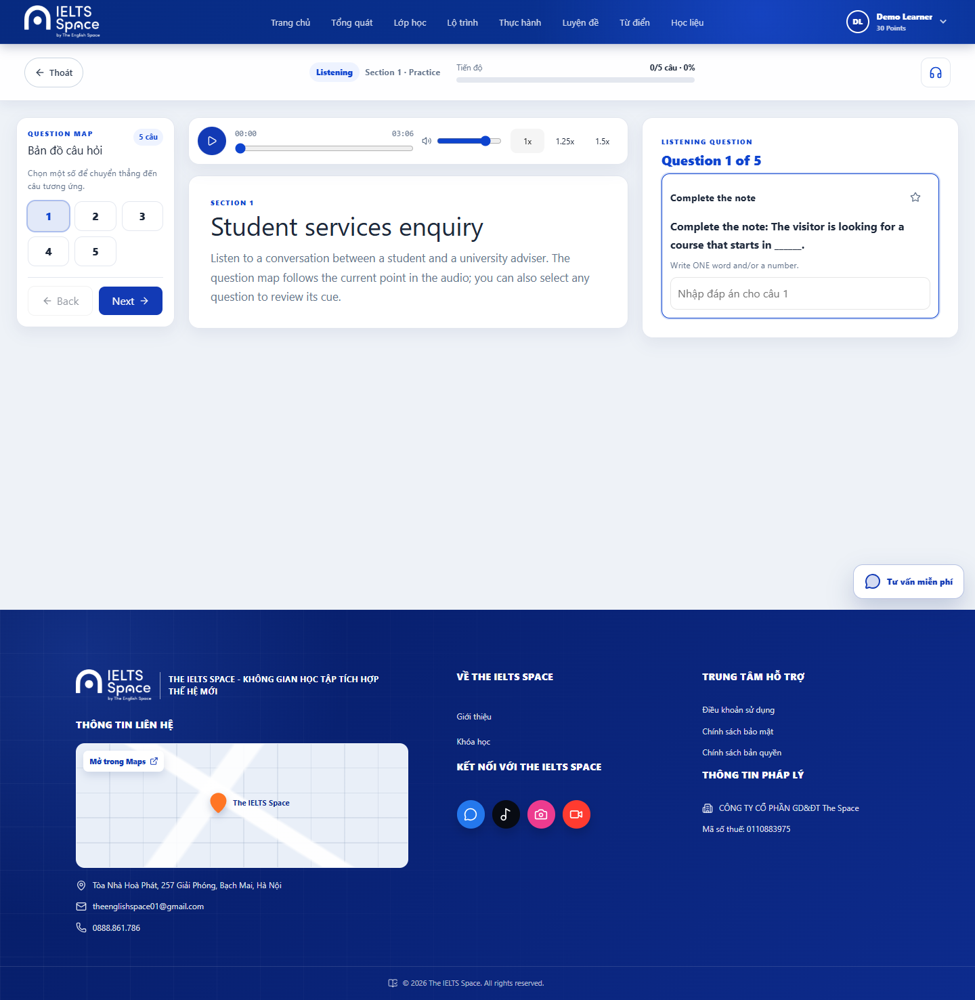 IELTS
Space
by The English Space
Trang chủ
Tổng quát
Lớp học
Lộ trình
Thực hành
Luyện đề
Từ điển
Học liệu
DL
Demo Learner
30 Points
Thoát
Listening
Section 1 · Practice
Tiến độ
0/5 câu · 0%
QUESTION MAP
Bản đồ câu hỏi
5 câu
Chọn một số để chuyển thẳng đến
câu tương ứng.
1
2
3
4
5
Back
Next
00:00
03:06
1x
1.25x
1.5x
SECTION 1
Student services enquiry
Listen to a conversation between a student and a university adviser. The
question map follows the current point in the audio; you can also select any
question to review its cue.
LISTENING QUESTION
Question 1 of 5
Complete the note
Complete the note: The visitor is looking for a
course that starts in ______.
Write ONE word and/or a number.
Nhập đáp án cho câu 1
Tư vấn miễn phí
IELTS
Space
by The English Space
THE IELTS SPACE - KHÔNG GIAN HỌC TẬP TÍCH HỢP
THẾ HỆ MỚI
THÔNG TIN LIÊN HỆ
Mở trong Maps
The IELTS Space
Tòa Nhà Hoà Phát, 257 Giải Phóng, Bạch Mai, Hà Nội
theenglishspace01@gmail.com
0888.861.786
VỀ THE IELTS SPACE
Giới thiệu
Khóa học
KẾT NỐI VỚI THE IELTS SPACE
TRUNG TÂM HỖ TRỢ
Điều khoản sử dụng
Chính sách bảo mật
Chính sách bản quyền
THÔNG TIN PHÁP LÝ
CÔNG TY CỔ PHẦN GD&ĐT The Space
Mã số thuế: 0110883975
© 2026 The IELTS Space. All rights reserved.